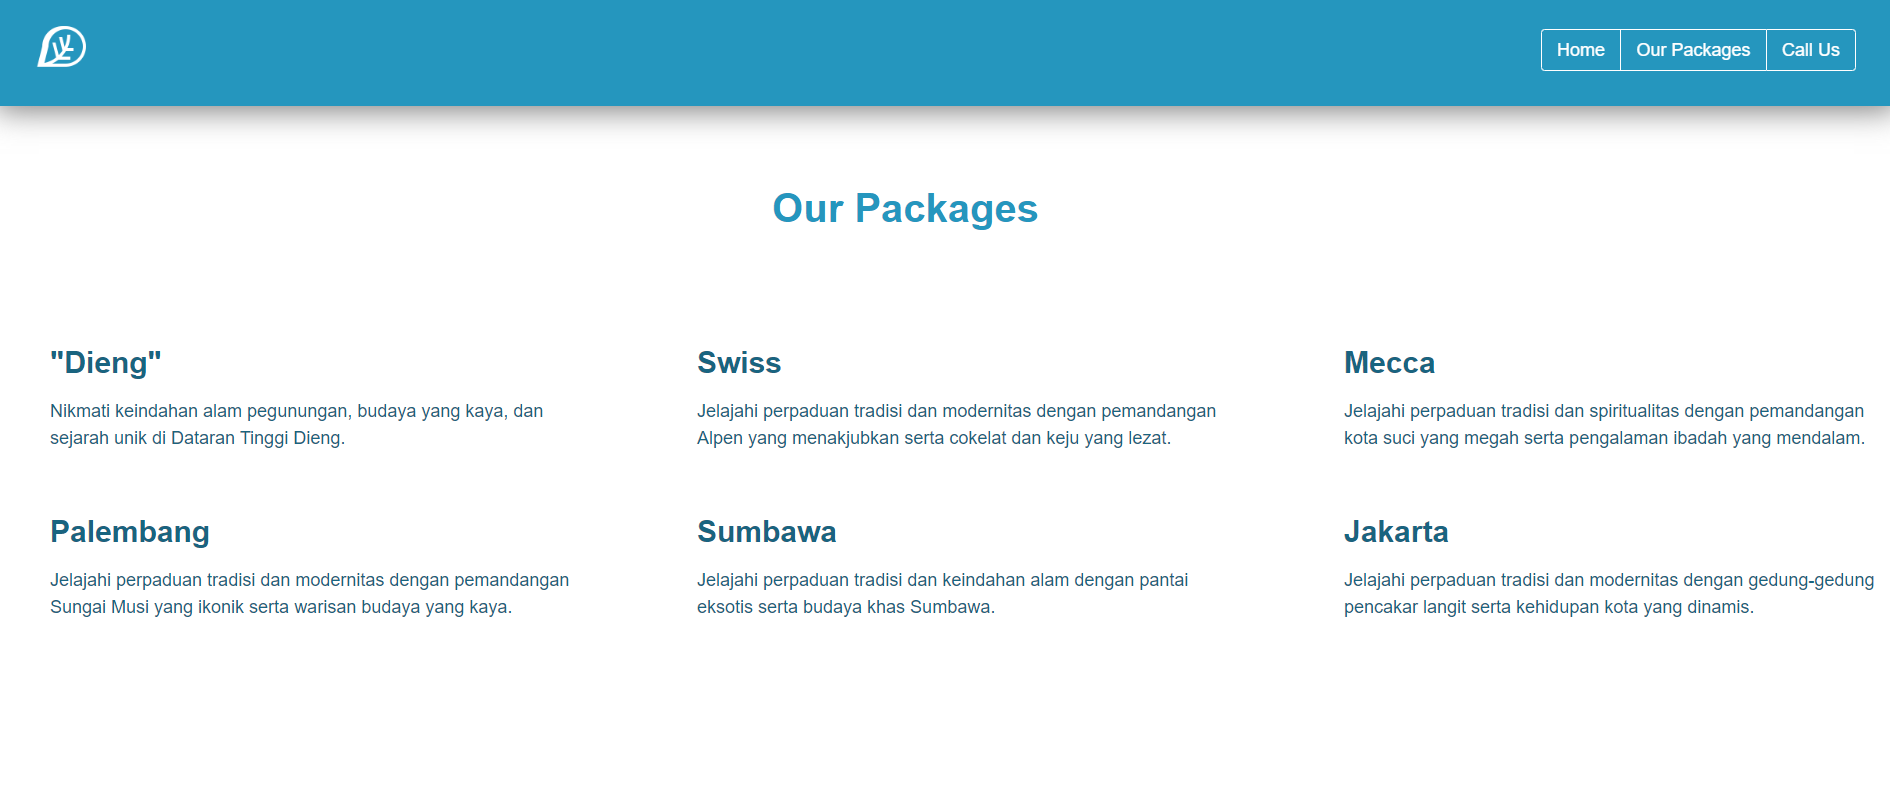 Home
Our Packages
Call Us
Our Packages
"Dieng"
Nikmati keindahan alam pegunungan, budaya yang kaya, dan
sejarah unik di Dataran Tinggi Dieng.
Swiss
Jelajahi perpaduan tradisi dan modernitas dengan pemandangan
Alpen yang menakjubkan serta cokelat dan keju yang lezat.
Mecca
Jelajahi perpaduan tradisi dan spiritualitas dengan pemandangan
kota suci yang megah serta pengalaman ibadah yang mendalam.
Palembang
Jelajahi perpaduan tradisi dan modernitas dengan pemandangan
Sungai Musi yang ikonik serta warisan budaya yang kaya.
Sumbawa
Jelajahi perpaduan tradisi dan keindahan alam dengan pantai
eksotis serta budaya khas Sumbawa.
Jakarta
Jelajahi perpaduan tradisi dan modernitas dengan gedung-gedung
pencakar langit serta kehidupan kota yang dinamis.